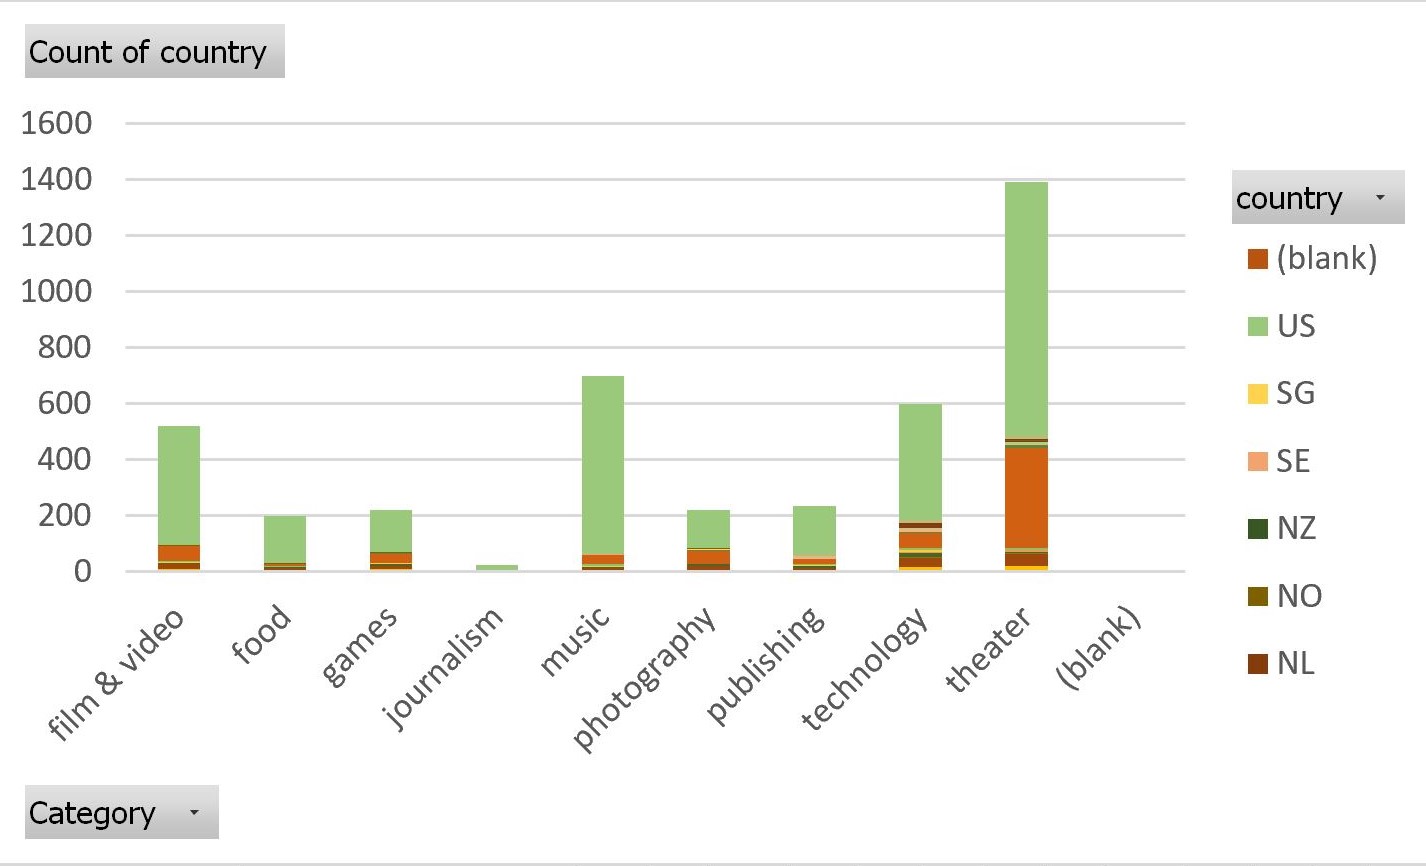 Count of country
1600
1400
1200
1000
800
600
400
200
0
film & video
food
games
journalism
music
photography
publishing
technology
theater
(blank)
country
(blank)
US
SG
SE
NZ
NO
NL
Category